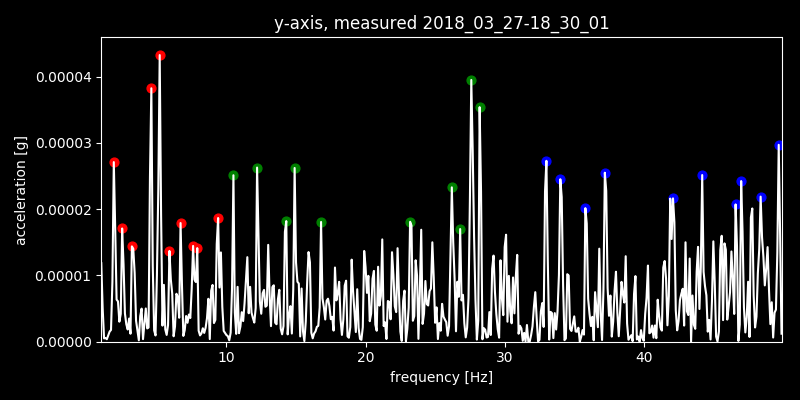 y-axis, measured 2018_03_27-18_30_01
acceleration [g]
0.00004
0.00003
0.00002
0.00001
0.00000
10 20 30 40
frequency [Hz]